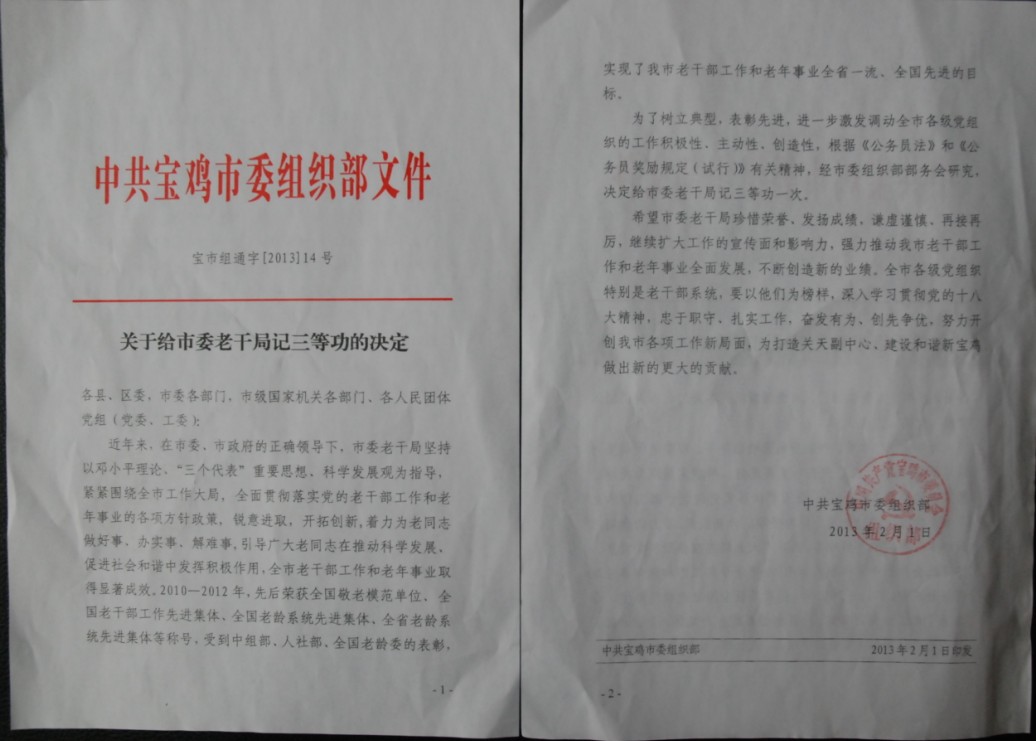 中共宝鸡市委组织部文件
宝市组通字[2013]14 号
关于给市委老干局记三等功的决定
各县、区委，市委各部门，市级国家机关各部门、各人民团体
党组（党委、工委）：
近年来，在市委、市政府的正确领导下，市委老干局坚持
以邓小平理论、“三个代表”重要思想、科学发展观为指导，
紧紧围绕全市工作大局，全面贯彻落实党的老干部工作和老
年事业的各项方针政策，锐意进取，开拓创新，着力为老同志
做好事、办实事、解难事，引导广大老同志在推动科学发展、
促进社会和谐中发挥积极作用，全市老干部工作和老年事业取
得显著成效。2010—2012年，先后荣获全国敬老模范单位、全
国老干部工作先进集体、全国老龄系统先进集体、全省老龄系
统先进集体等称号，受到中组部、人社部、全国老龄委的表彰，
- 1 -
实现了我市老干部工作和老年事业全省一流、全国先进的目
标。
为了树立典型，表彰先进，进一步激发调动全市各级党组
织的工作积极性、主动性、创造性，根据《公务员法》和《公
务员奖励规定（试行）》有关精神，经市委组织部部务会研究，
决定给市委老干局记三等功一次。
希望市委老干局珍惜荣誉、发扬成绩，谦虚谨慎、再接再
厉，继续扩大工作的宣传面和影响力，强力推动我市老干部工
作和老年事业全面发展，不断创造新的业绩。全市各级党组织
特别是老干部系统，要以他们为榜样，深入学习贯彻党的十八
大精神，忠于职守、扎实工作，奋发有为、创先争优，努力开
创我市各项工作新局面，为打造关天副中心、建设和谐新宝鸡
做出新的更大的贡献。
中国共产党宝鸡市委员会
组织部
中共宝鸡市委组织部
2013年2月1日
中共宝鸡市委组织部 2013年2月1日印发
- 2 -